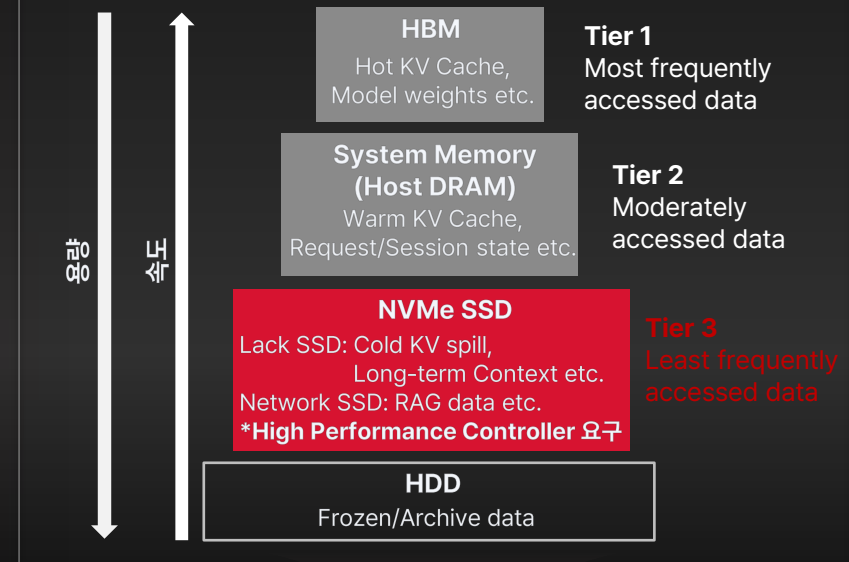 HBM
Hot KV Cache,
Model weights etc.
Tier 1
Most frequently
accessed data
System Memory
(Host DRAM)
Warm KV Cache,
Request/Session state etc.
Tier 2
Moderately
accessed data
용량
속도
NVMe SSD
Lack SSD: Cold KV spill,
Long-term Context etc.
Network SSD: RAG data etc.
*High Performance Controller 요구
Tier 3
Least frequently
accessed data
HDD
Frozen/Archive data